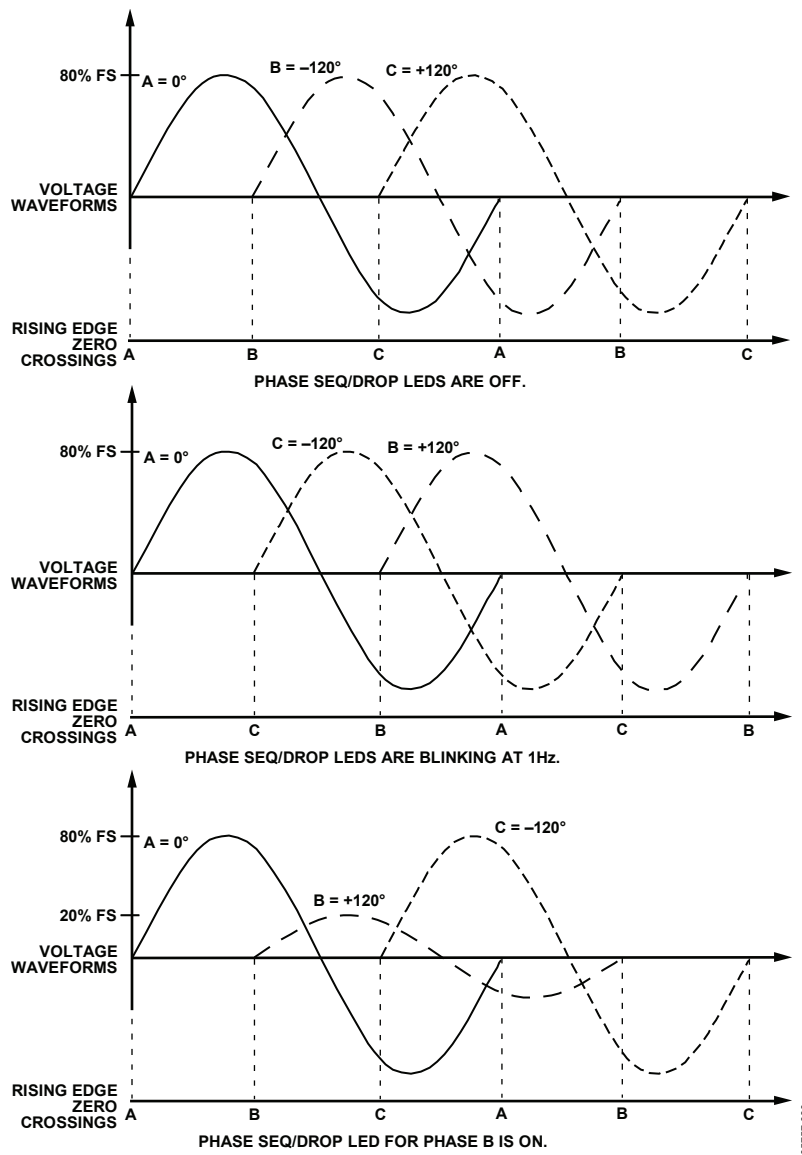 80% FS
A = 0°
B = –120°
C = +120°
VOLTAGE
WAVEFORMS
RISING EDGE
ZERO
CROSSINGS
A B C A B C
PHASE SEQ/DROP LEDS ARE OFF.
80% FS
A = 0°
C = –120°
B = +120°
VOLTAGE
WAVEFORMS
RISING EDGE
ZERO
CROSSINGS
A C B A C B
PHASE SEQ/DROP LEDS ARE BLINKING AT 1Hz.
80% FS
A = 0°
C = –120°
20% FS
B = +120°
VOLTAGE
WAVEFORMS
RISING EDGE
ZERO
CROSSINGS
A B C A B C
PHASE SEQ/DROP LED FOR PHASE B IS ON.